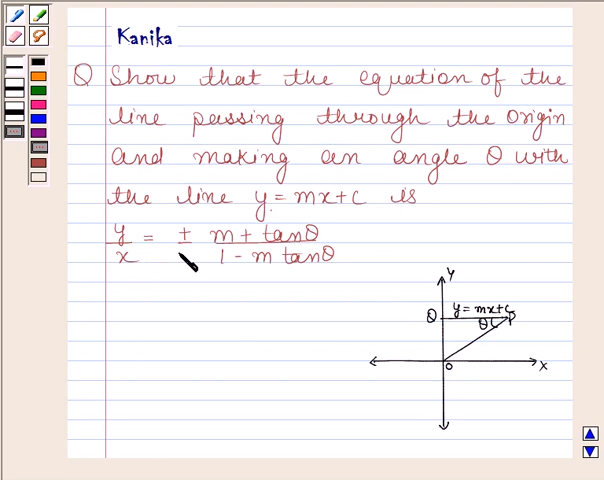 Kanika
Q Show that the equation of the
line passing through the origin
and making an angle θ with
the line y = mx + c is
y/x = ± m + tanθ / 1 - m tanθ
Y
Q y = mx + c P
θ
O X